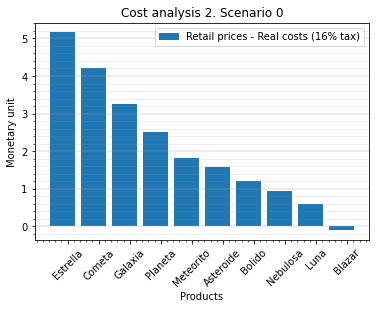 Cost analysis 2. Scenario 0
Retail prices - Real costs (16% tax)
Monetary unit
5
4
3
2
1
0
Estrella
Cometa
Galaxia
Planeta
Meteorito
Asteroide
Bolido
Nebulosa
Luna
Blazar
Products